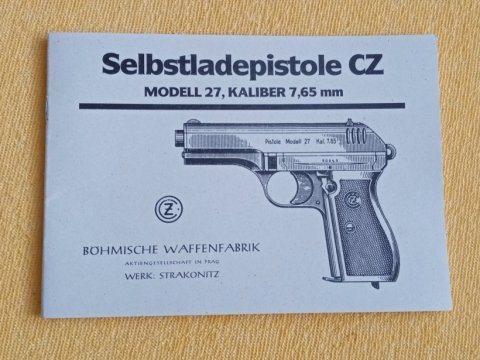 Selbstladepistole CZ
MODELL 27, KALIBER 7,65 mm
Pistole Modell 27 Kal. 7.65
CZ
BÖHMISCHE WAFFENFABRIK
AKTIENGESELLSCHAFT IN PRAG
WERK: STRAKONITZ